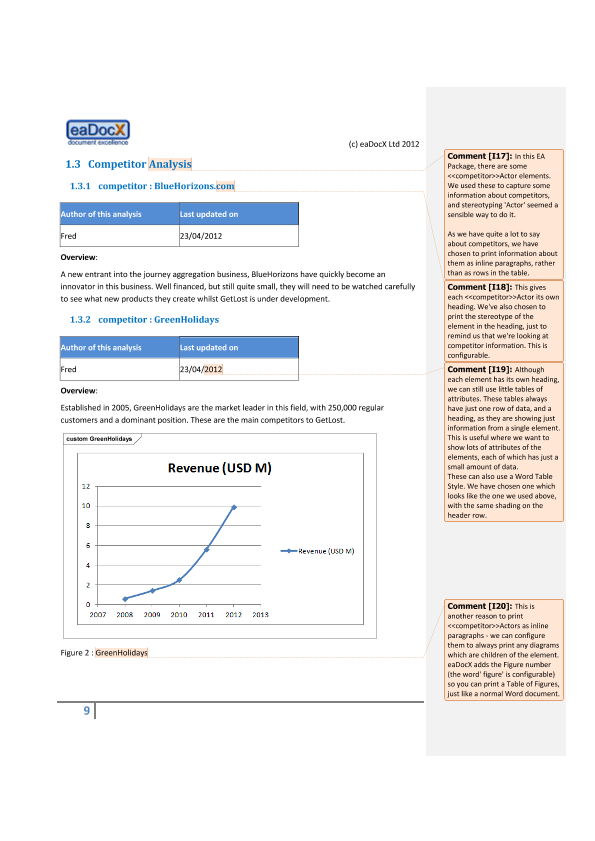 eaDocX
document excellence
(c) eaDocX Ltd 2012
1.3 Competitor Analysis
1.3.1 competitor : BlueHorizons.com
Author of this analysis Last updated on
Fred 23/04/2012
Overview:
A new entrant into the journey aggregation business, BlueHorizons have quickly become an
innovator in this business. Well financed, but still quite small, they will need to be watched carefully
to see what new products they create whilst GetLost is under development.
1.3.2 competitor : GreenHolidays
Author of this analysis Last updated on
Fred 23/04/2012
Overview:
Established in 2005, GreenHolidays are the market leader in this field, with 250,000 regular
customers and a dominant position. These are the main competitors to GetLost.
custom GreenHolidays
Revenue (USD M)
12
10
8
6
4
2
0
2007 2008 2009 2010 2011 2012 2013
Revenue (USD M)
Figure 2 : GreenHolidays
9
Comment [I17]: In this EA
Package, there are some
<<competitor>>Actor elements.
We used these to capture some
information about competitors,
and stereotyping 'Actor' seemed a
sensible way to do it.
As we have quite a lot to say
about competitors, we have
chosen to print information about
them as inline paragraphs, rather
than as rows in the table.
Comment [I18]: This gives
each <<competitor>>Actor its own
heading. We've also chosen to
print the stereotype of the
element in the heading, just to
remind us that we're looking at
competitor information. This is
configurable.
Comment [I19]: Although
each element has its own heading,
we can still use little tables of
attributes. These tables always
have just one row of data, and a
heading, as they are showing just
information from a single element.
This is useful where we want to
show lots of attributes of the
elements, each of which has just a
small amount of data.
These can also use a Word Table
Style. We have chosen one which
looks like the one we used above,
with the same shading on the
header row.
Comment [I20]: This is
another reason to print
<<competitor>>Actors as inline
paragraphs - we can configure
them to always print any diagrams
which are children of the element.
eaDocX adds the Figure number
(the word' figure' is configurable)
so you can print a Table of Figures,
just like a normal Word document.